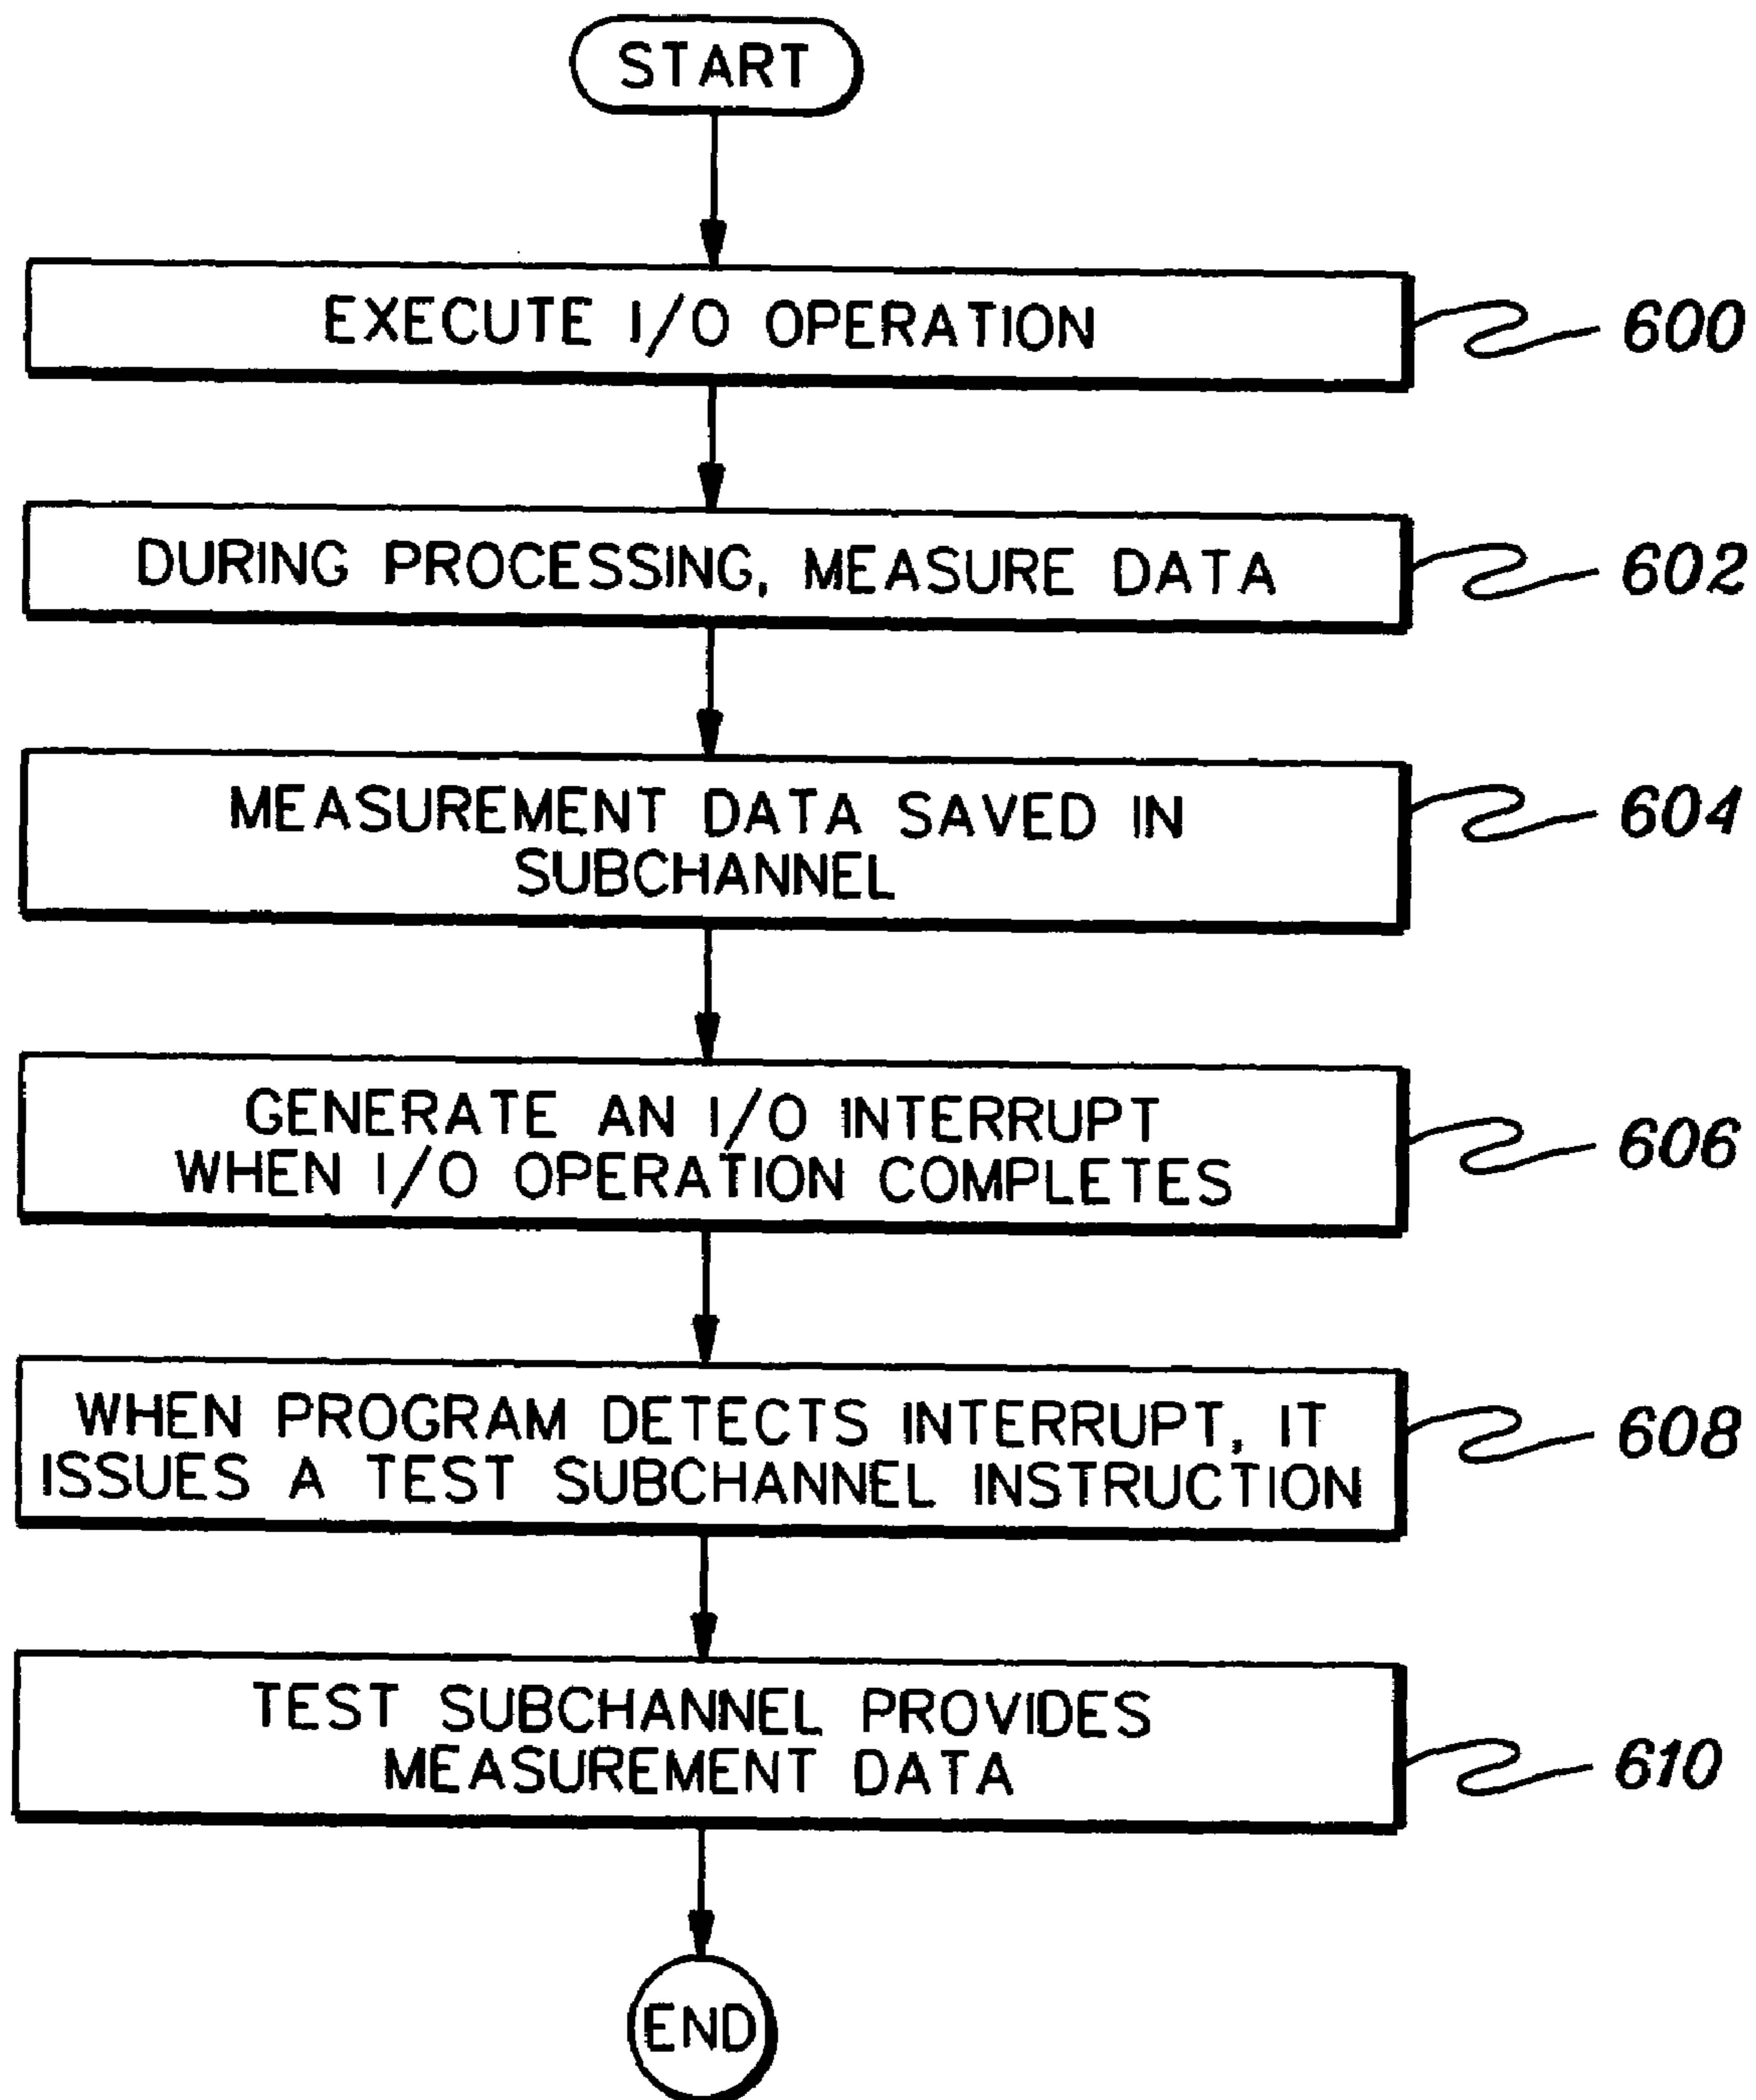 START
EXECUTE I/O OPERATION
600
DURING PROCESSING, MEASURE DATA
602
MEASUREMENT DATA SAVED IN
SUBCHANNEL
604
GENERATE AN I/O INTERRUPT
WHEN I/O OPERATION COMPLETES
606
WHEN PROGRAM DETECTS INTERRUPT, IT
ISSUES A TEST SUBCHANNEL INSTRUCTION
608
TEST SUBCHANNEL PROVIDES
MEASUREMENT DATA
610
END